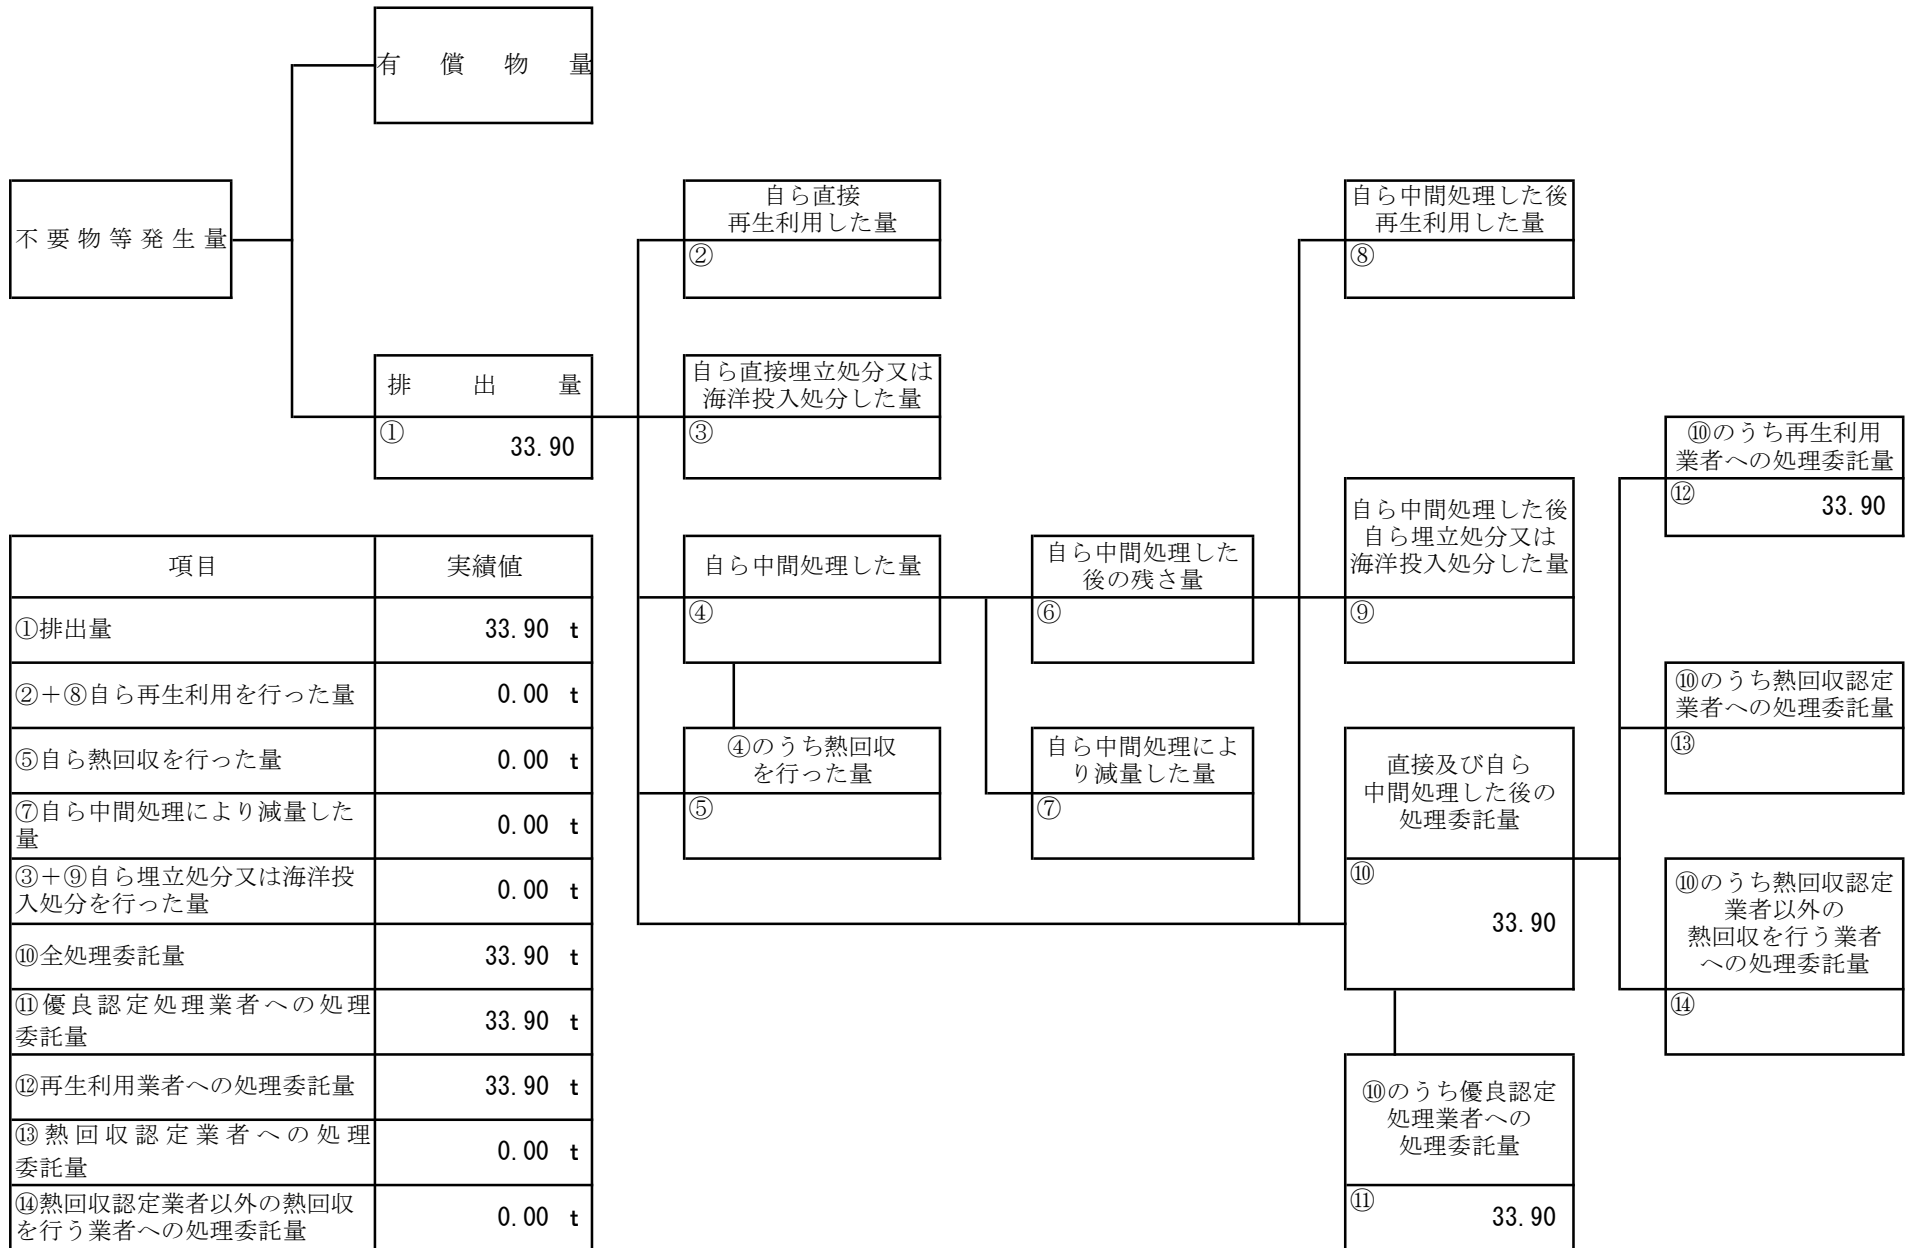 有償物量
不要物等発生量
自ら直接
再生利用した量
②
自ら中間処理した後
再生利用した量
⑧
排出量
①
33.90
自ら直接埋立処分又は
海洋投入処分した量
③
⑩のうち再生利用
業者への処理委託量
⑫
33.90
自ら中間処理した後
自ら埋立処分又は
海洋投入処分した量
⑨
自ら中間処理した量
④
自ら中間処理した
後の残さ量
⑥
⑩のうち熱回収認定
業者への処理委託量
⑬
④のうち熱回収
を行った量
⑤
自ら中間処理によ
り減量した量
⑦
直接及び自ら
中間処理した後の
処理委託量
⑩
33.90
⑩のうち熱回収認定
業者以外の
熱回収を行う業者
への処理委託量
⑭
⑩のうち優良認定
処理業者への
処理委託量
⑪
33.90
項目 実績値
①排出量 33.90 t
②+⑧自ら再生利用を行った量 0.00 t
⑤自ら熱回収を行った量 0.00 t
⑦自ら中間処理により減量した
量
0.00 t
③+⑨自ら埋立処分又は海洋投
入処分を行った量
0.00 t
⑩全処理委託量 33.90 t
⑪優良認定処理業者への処理
委託量
33.90 t
⑫再生利用業者への処理委託量 33.90 t
⑬熱回収認定業者への処理
委託量
0.00 t
⑭熱回収認定業者以外の熱回収
を行う業者への処理委託量
0.00 t